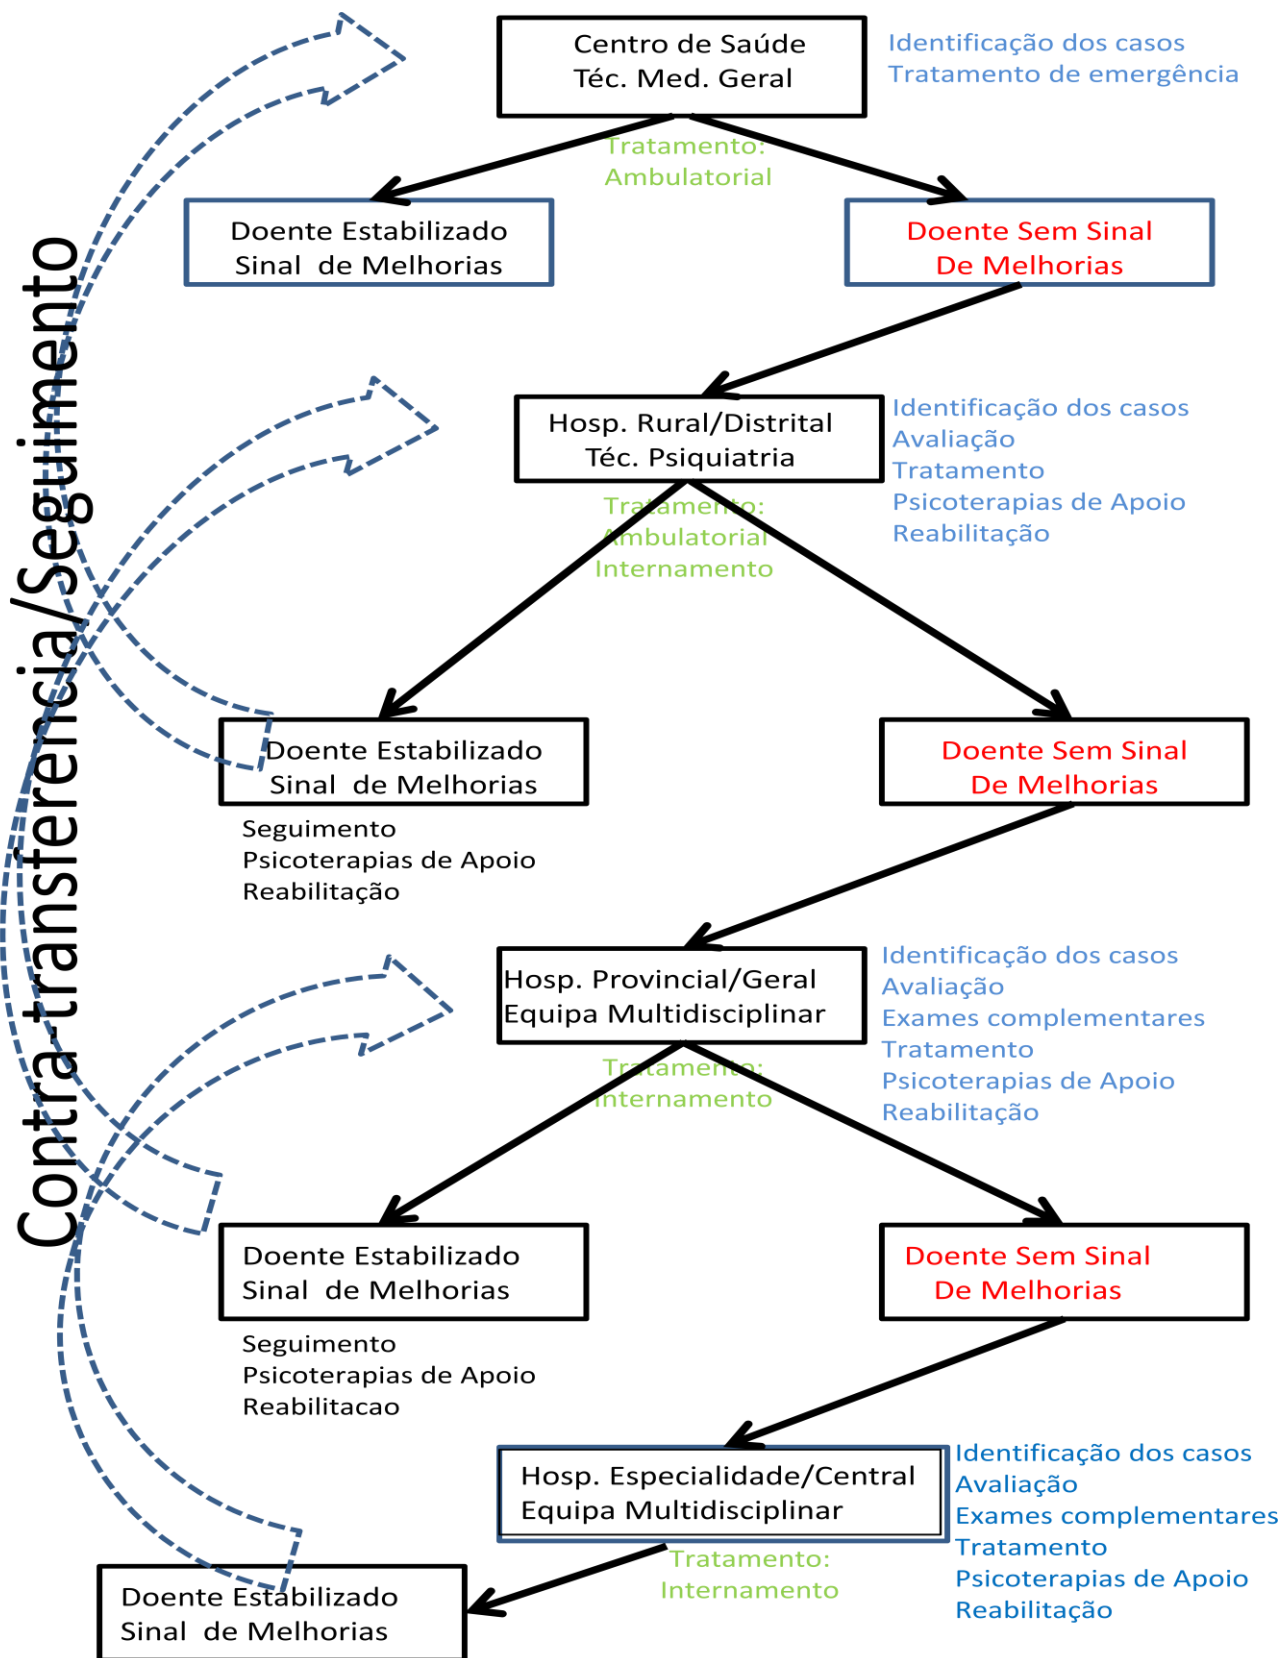 Centro de Saúde
Téc. Med. Geral
Identificação dos casos
Tratamento de emergência
Tratamento:
Ambulatorial
Doente Estabilizado
Sinal de Melhorias
Doente Sem Sinal
De Melhorias
Contra-transferencia/Seguimento
Hosp. Rural/Distrital
Téc. Psiquiatria
Identificação dos casos
Avaliação
Tratamento
Psicoterapias de Apoio
Reabilitação
Tratamento:
Ambulatorial
Internamento
Doente Estabilizado
Sinal de Melhorias
Doente Sem Sinal
De Melhorias
Seguimento
Psicoterapias de Apoio
Reabilitação
Hosp. Provincial/Geral
Equipa Multidisciplinar
Identificação dos casos
Avaliação
Exames complementares
Tratamento
Psicoterapias de Apoio
Reabilitação
Tratamento:
Internamento
Doente Estabilizado
Sinal de Melhorias
Doente Sem Sinal
De Melhorias
Seguimento
Psicoterapias de Apoio
Reabilitacao
Hosp. Especialidade/Central
Equipa Multidisciplinar
Identificação dos casos
Avaliação
Exames complementares
Tratamento
Psicoterapias de Apoio
Reabilitação
Tratamento:
Internamento
Doente Estabilizado
Sinal de Melhorias